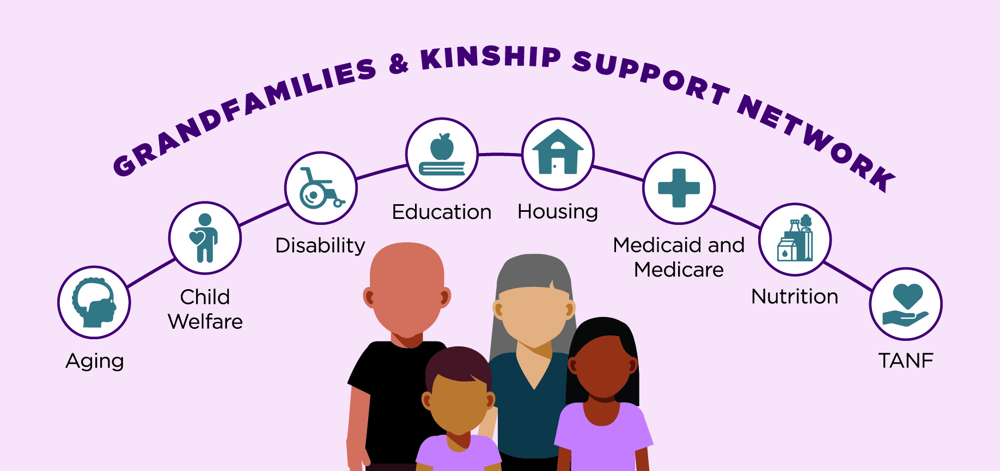 GRANDFAMILIES & KINSHIP SUPPORT NETWORK
Aging
Child
Welfare
Disability
Education
Housing
Medicaid and
Medicare
Nutrition
TANF